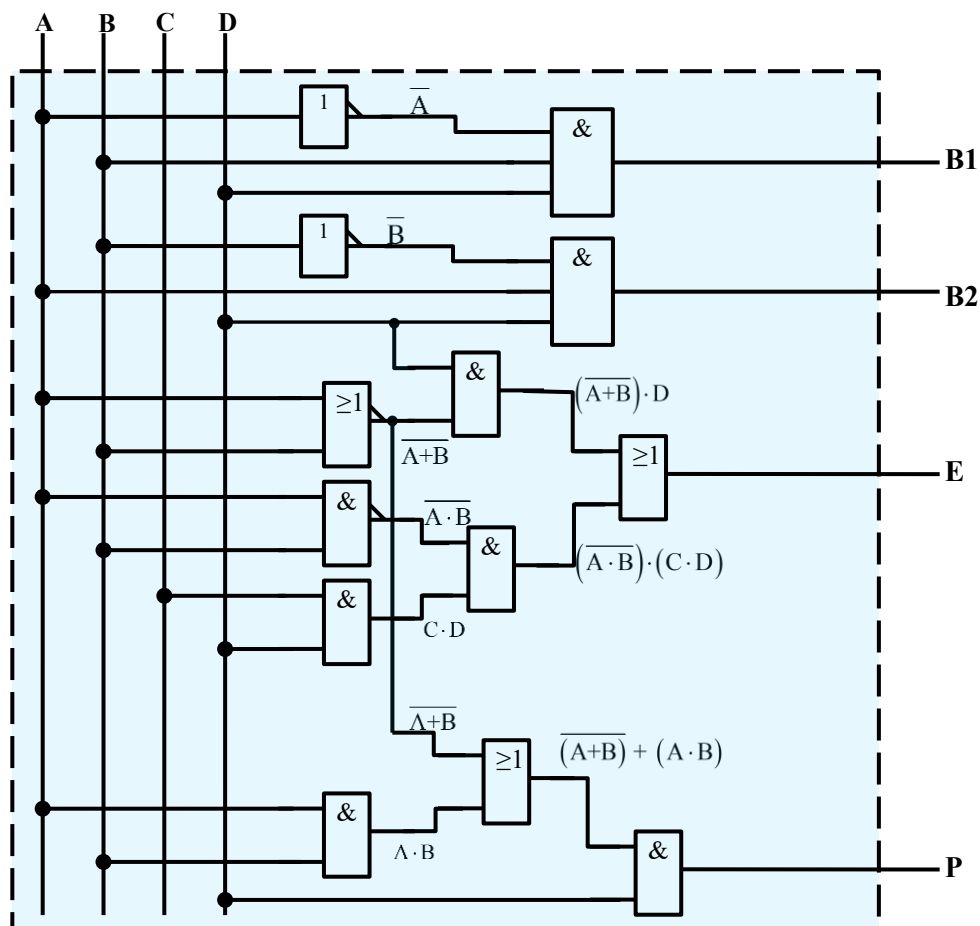 A B C D
1
A̅
&
B1
1
B̅
&
B2
&
(A̅+̅B̅)·D
≥1
A̅+̅B̅
≥1
E
&
A̅ ̅·̅ ̅B̅
&
(A̅ ̅·̅ ̅B̅)·(C·D)
&
C·D
A̅+̅B̅
≥1
(̅A̅+̅B̅)̅ + (A·B)
&
A·B
&
P